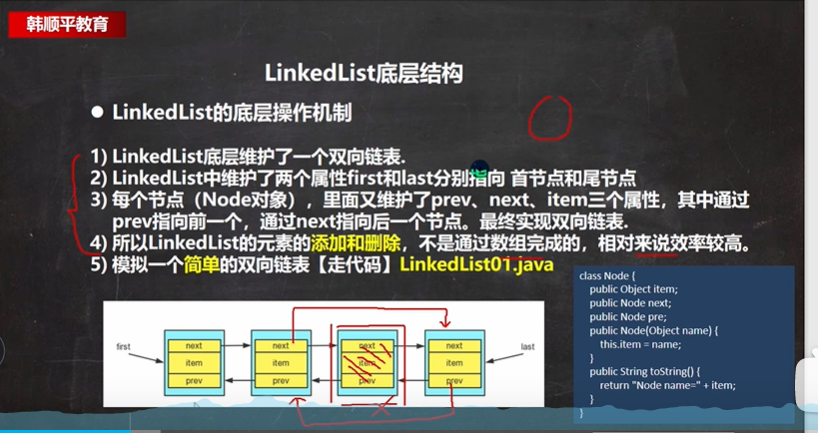 韩顺平教育
LinkedList底层结构
● LinkedList的底层操作机制
1) LinkedList底层维护了一个双向链表.
2) LinkedList中维护了两个属性first和last分别指向 首节点和尾节点
3) 每个节点（Node对象），里面又维护了prev、next、item三个属性，其中通过
prev指向前一个，通过next指向后一个节点。最终实现双向链表.
4) 所以LinkedList的元素的添加和删除，不是通过数组完成的，相对来说效率较高。
5) 模拟一个简单的双向链表【走代码】LinkedList01.java
class Node {
public Object item;
public Node next;
public Node pre;
public Node(Object name) {
this.item = name;
}
public String toString() {
return "Node name=" + item;
}
}
first
next
next
next
next
last
item
item
item
item
prev
prev
prev
prev